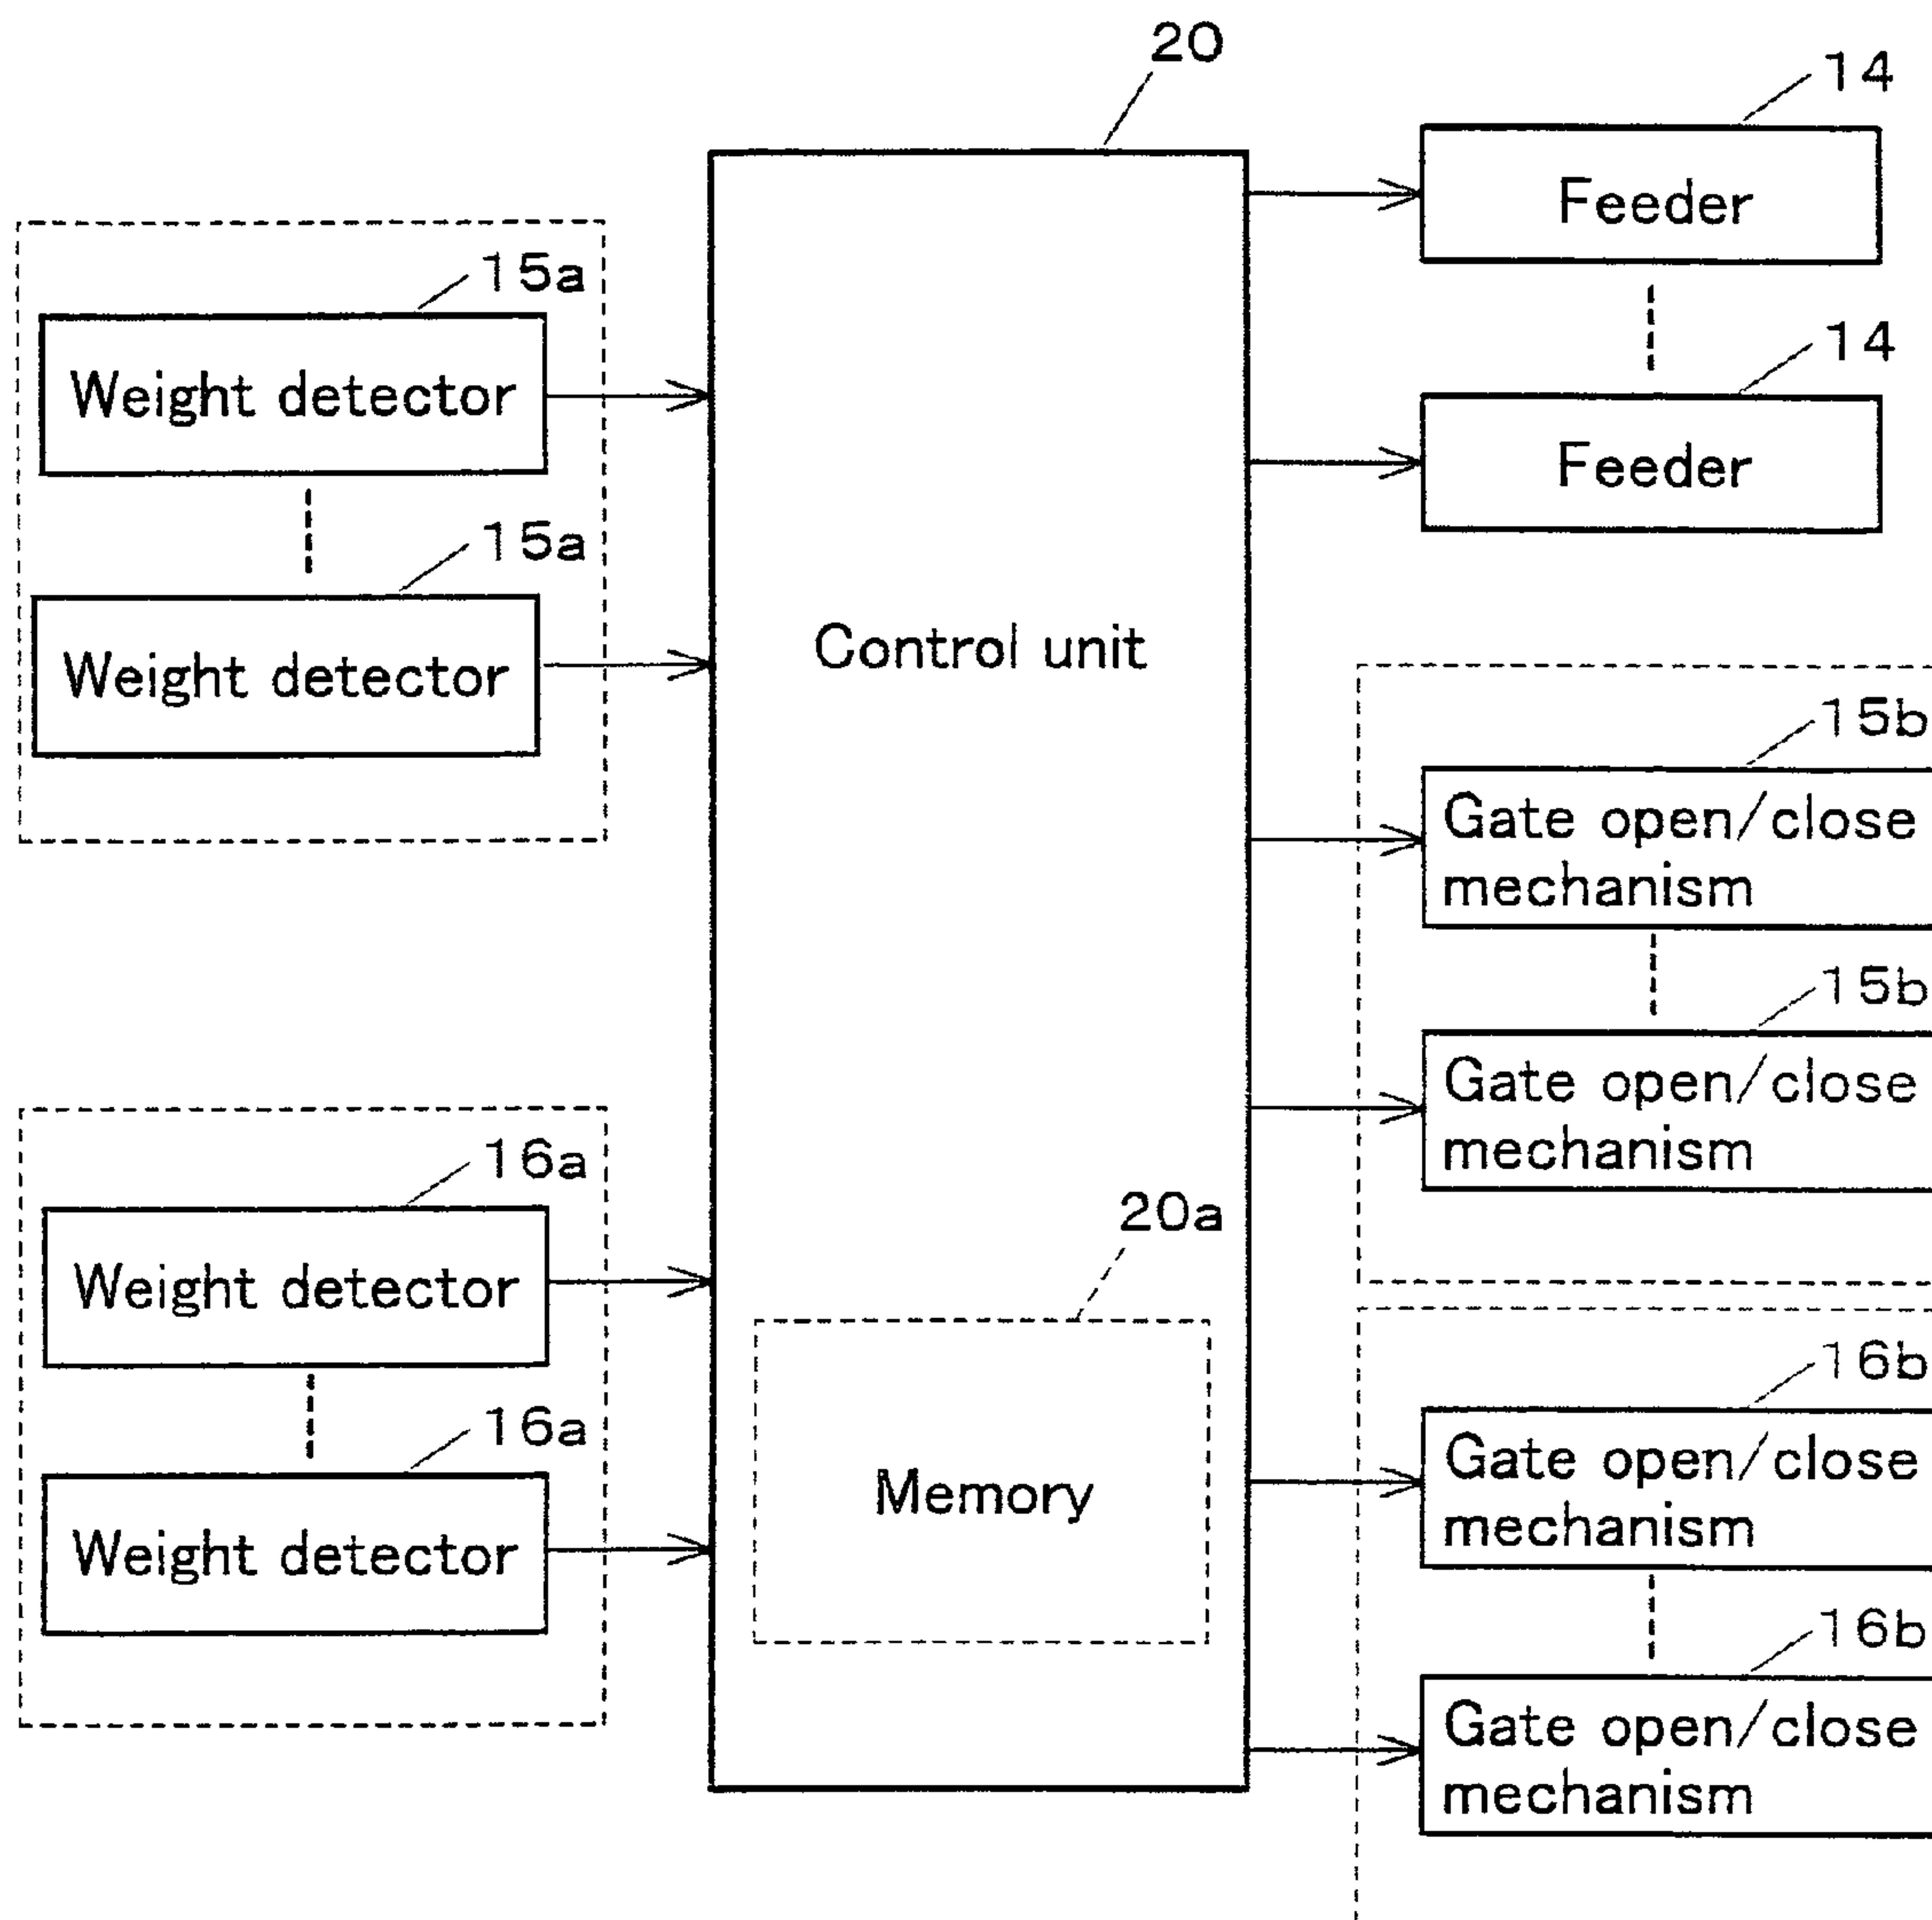 20
14
Feeder
14
Feeder
15a
Weight detector
15a
Weight detector
Control unit
15b
Gate open/close
mechanism
15b
Gate open/close
mechanism
16a
Weight detector
16a
Weight detector
20a
Memory
16b
Gate open/close
mechanism
16b
Gate open/close
mechanism